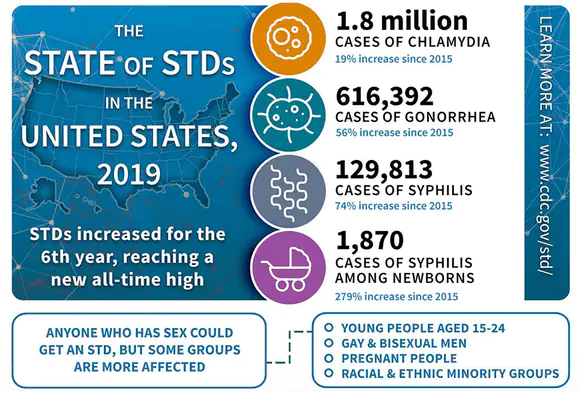 THE
STATE OF STDs
IN THE
UNITED STATES,
2019
STDs increased for the
6th year, reaching a
new all-time high
1.8 million
CASES OF CHLAMYDIA
19% increase since 2015
616,392
CASES OF GONORRHEA
56% increase since 2015
129,813
CASES OF SYPHILIS
74% increase since 2015
1,870
CASES OF SYPHILIS
AMONG NEWBORNS
279% increase since 2015
LEARN MORE AT: www.cdc.gov/std/
ANYONE WHO HAS SEX COULD
GET AN STD, BUT SOME GROUPS
ARE MORE AFFECTED
YOUNG PEOPLE AGED 15-24
GAY & BISEXUAL MEN
PREGNANT PEOPLE
RACIAL & ETHNIC MINORITY GROUPS